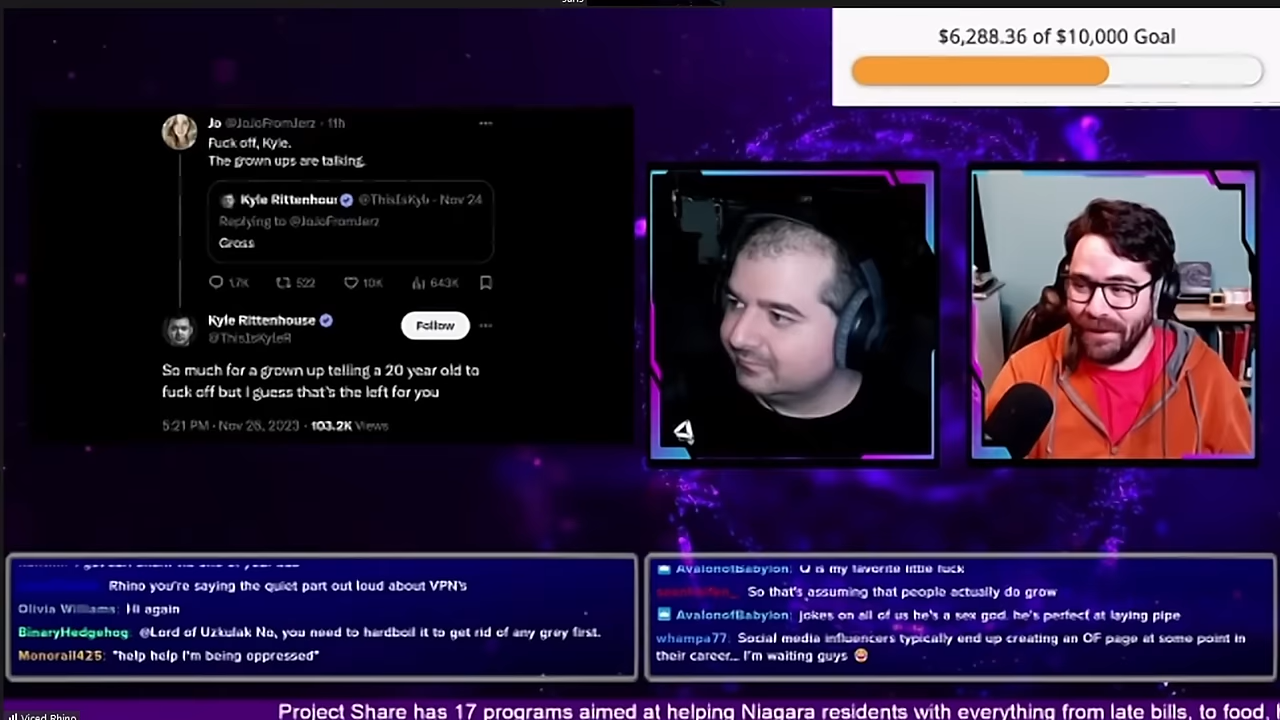 $6,288.36 of $10,000 Goal
Jo @JoJoFromJerz · 11h
Fuck off, Kyle.
The grown ups are talking.
Kyle Rittenhour @ThisIsKyle · Nov 24
Replying to @JoJoFromJerz
Gross
17K 522 10K 643K
Kyle Rittenhouse
@ThisIsKyleR
Follow
So much for a grown up telling a 20 year old to
fuck off but I guess that's the left for you
5:21 PM · Nov 26, 2023 · 103.2K Views
Rhino you're saying the quiet part out loud about VPN's
Olivia Williams: Hi again
BinaryHedgehog: @Lord of Uzkulak No, you need to hardboil it to get rid of any grey first.
Monorail425: "help help I'm being oppressed"
AvalonofBabylon: Q is my favorite little fuck
So that's assuming that people actually do grow
AvalonofBabylon: jokes on all of us he's a sex god. he's perfect at laying pipe
whampa77: Social media influencers typically end up creating an OF page at some point in
their career... I'm waiting guys 😄
Viced Rhino
Project Share has 17 programs aimed at helping Niagara residents with everything from late bills, to food,